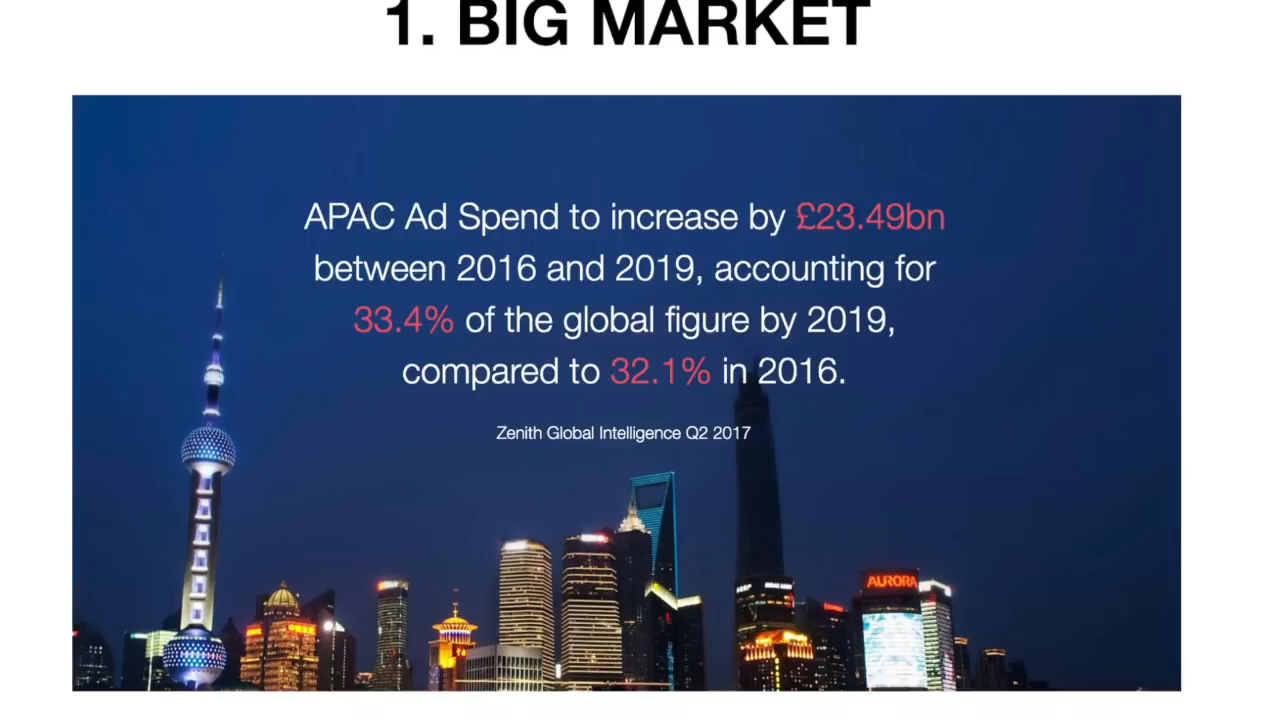 1. BIG MARKET
APAC Ad Spend to increase by £23.49bn
between 2016 and 2019, accounting for
33.4% of the global figure by 2019,
compared to 32.1% in 2016.
Zenith Global Intelligence Q2 2017
AURORA